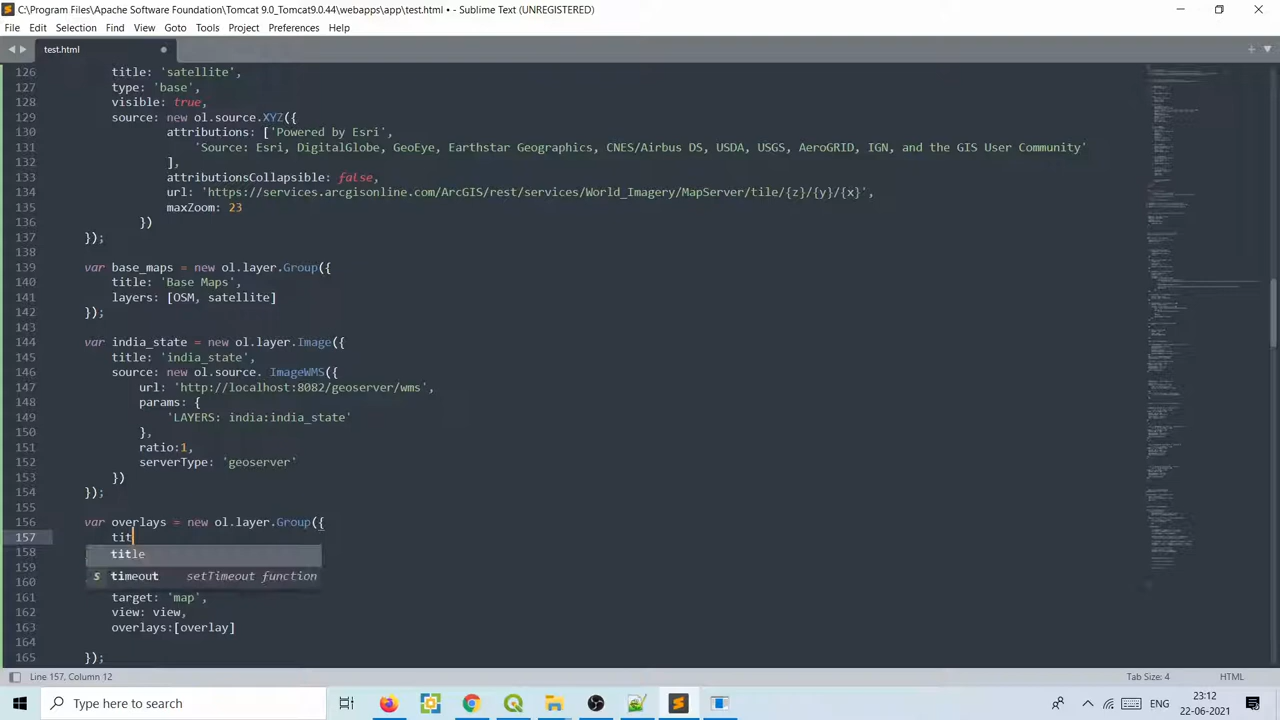 C:\Program Files\Apache Software Foundation\Tomcat 9.0_Tomcat9.0.44\webapps\app\test.html • - Sublime Text (UNREGISTERED)
File Edit Selection Find View Goto Tools Project Preferences Help
test.html
126 title: 'satellite',
127 type: 'base',
128 visible: true,
129 source: new ol.source.XYZ({
130 attributions: ['Powered by Esri',
131 'Source: Esri, DigitalGlobe, GeoEye, Earthstar Geographics, CNES/Airbus DS, USDA, USGS, AeroGRID, IGN, and the GIS User Community'
132 ],
133 attributionsCollapsible: false,
134 url: 'https://services.arcgisonline.com/ArcGIS/rest/services/World_Imagery/MapServer/tile/{z}/{y}/{x}',
135 maxZoom: 23
136 })
137 });
138
139 var base_maps = new ol.layer.Group({
140 title: 'Base Maps',
141 layers: [OSM, satellite]
142 });
143
144 var india_state = new ol.layer.Image({
145 title: 'india_state',
146 source: new ol.source.ImageWMS({
147 url: 'http://localhost:8082/geoserver/wms',
148 params: {
149 'LAYERS: india:india_state'
150 },
151 ratio:1,
152 serverType: 'geoserver'
153 })
154 });
155
156 var overlays = new ol.layer.Group({
157 tit
158 title
s timeout set timeout function
160
161 target: 'map',
162 view: view,
163 overlays:[overlay]
164
165 });
Line 157, Column 12
Tab Size: 4
HTML
Type here to search
ENG
23:12
22-06-2021